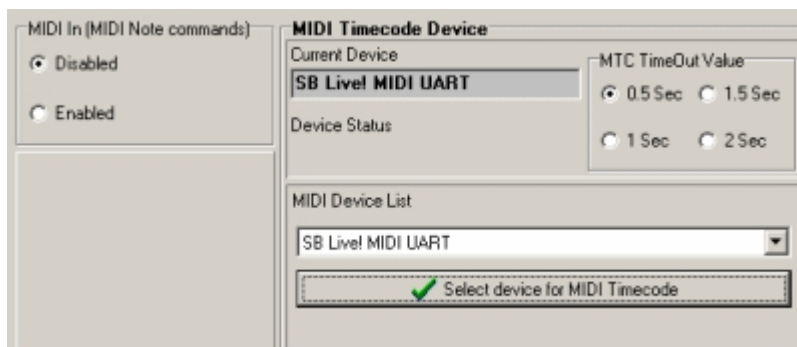 MIDI In (MIDI Note commands)
Disabled
Enabled
MIDI Timecode Device
Current Device
SB Live! MIDI UART
Device Status
MTC TimeOut Value
0.5 Sec 1.5 Sec
1 Sec 2 Sec
MIDI Device List
SB Live! MIDI UART
Select device for MIDI Timecode